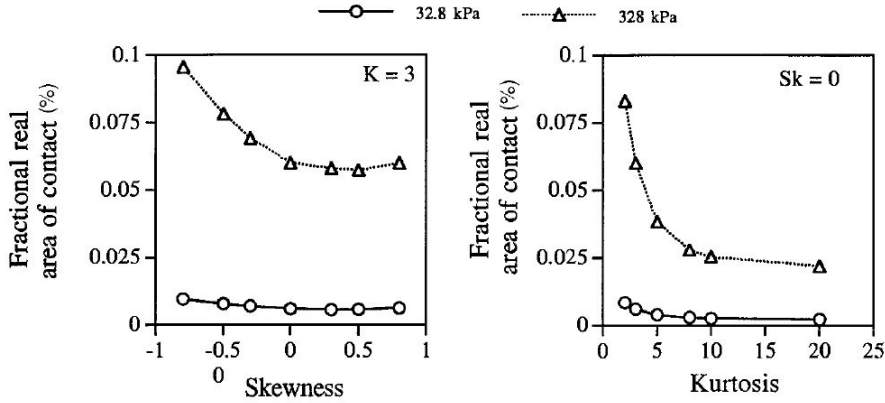 32.8 kPa 328 kPa
Fractional real
area of contact (%)
0.1
0.075
0.05
0.025
0
K = 3
-1 -0.5 0 0.5 1
0
Skewness
Fractional real
area of contact (%)
0.1
0.075
0.05
0.025
0
Sk = 0
0 5 10 15 20 25
Kurtosis